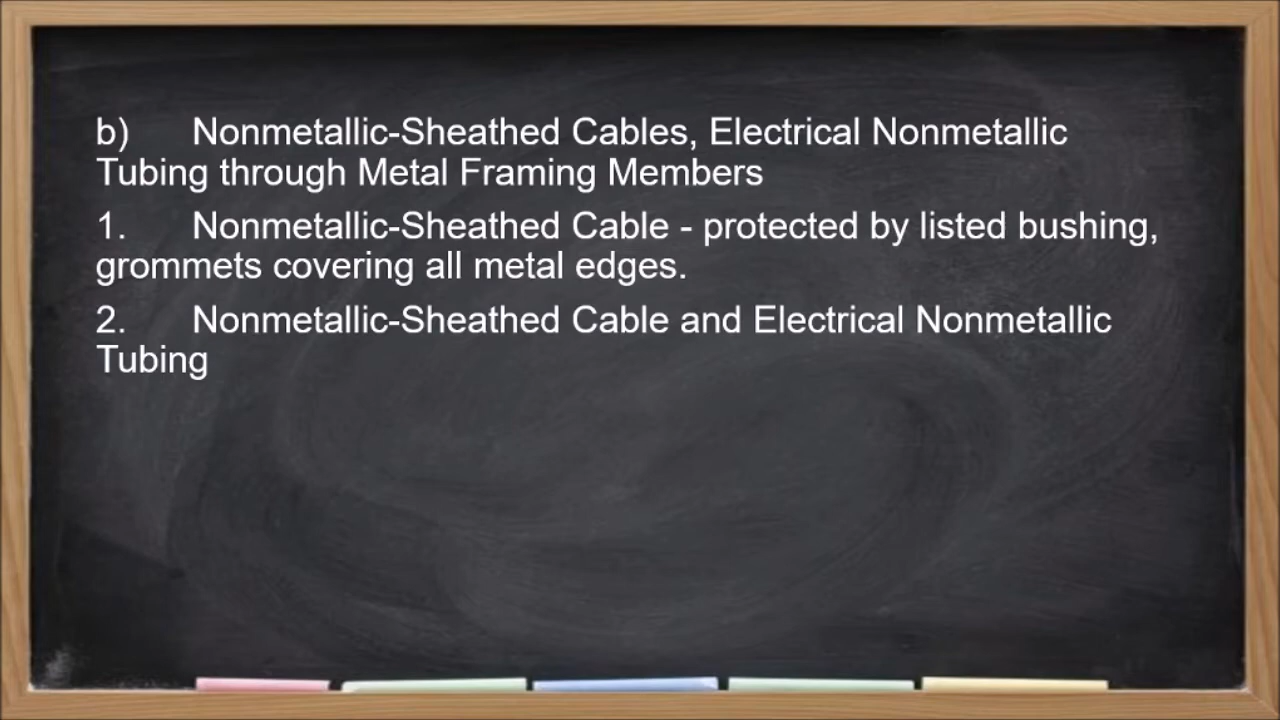 b) Nonmetallic-Sheathed Cables, Electrical Nonmetallic
Tubing through Metal Framing Members
1. Nonmetallic-Sheathed Cable - protected by listed bushing,
grommets covering all metal edges.
2. Nonmetallic-Sheathed Cable and Electrical Nonmetallic
Tubing